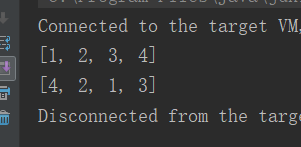 Connected to the target VM,
[1, 2, 3, 4]
[4, 2, 1, 3]
Disconnected from the targe